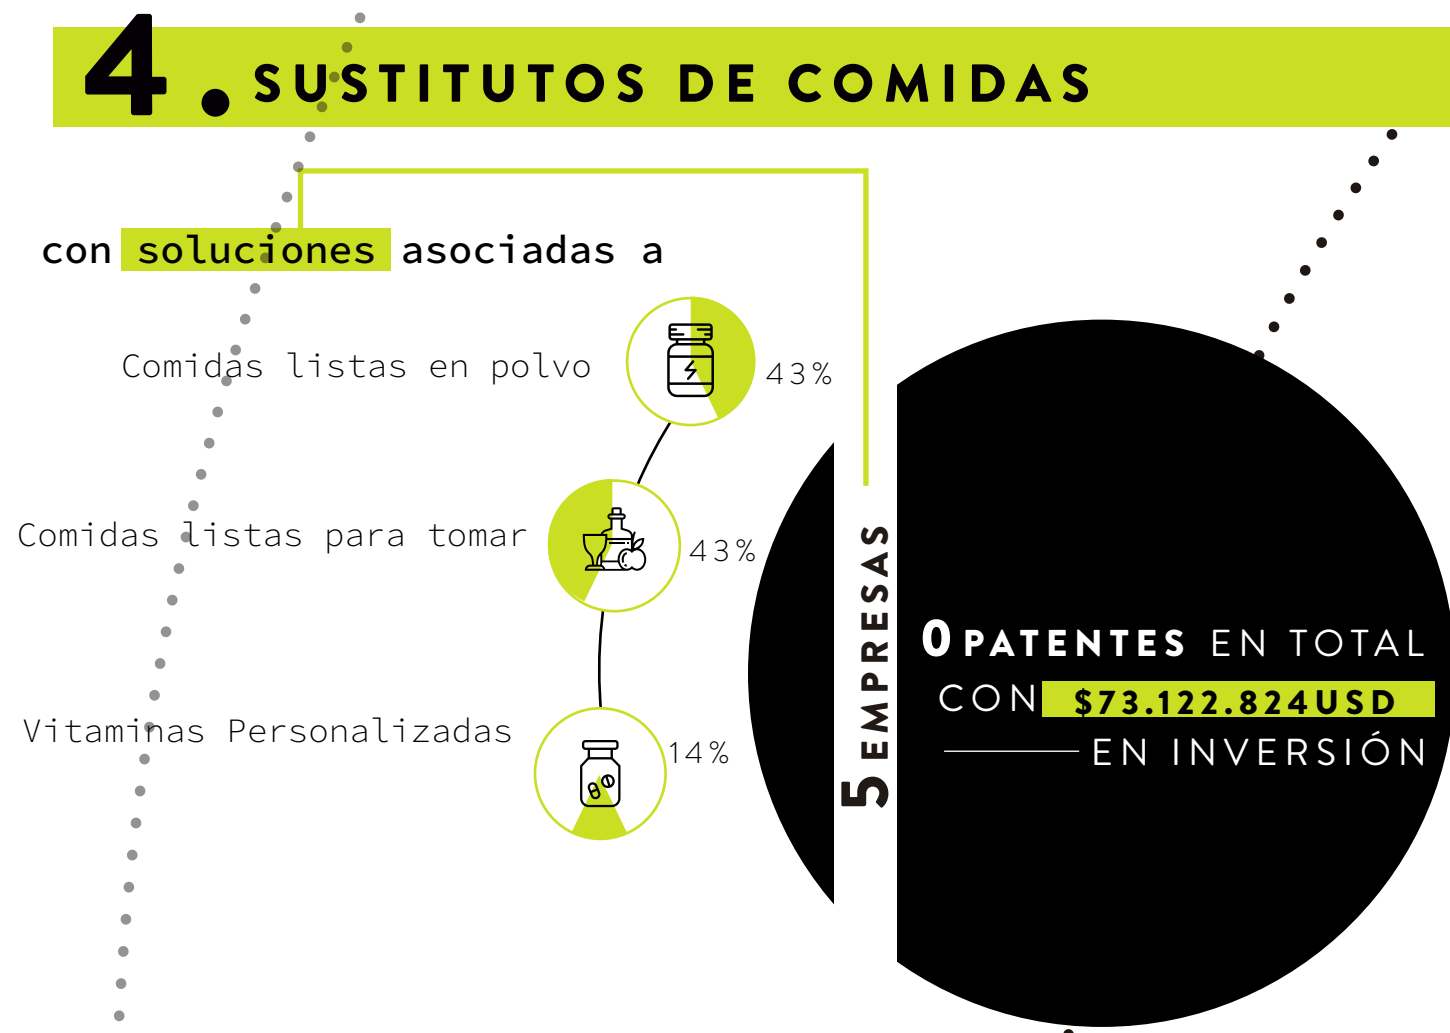 4. SUSTITUTOS DE COMIDAS
con soluciones asociadas a
Comidas listas en polvo
43%
Comidas listas para tomar
43%
Vitaminas Personalizadas
14%
5 EMPRESAS
0 PATENTES EN TOTAL
CON $73.122.824USD
EN INVERSIÓN